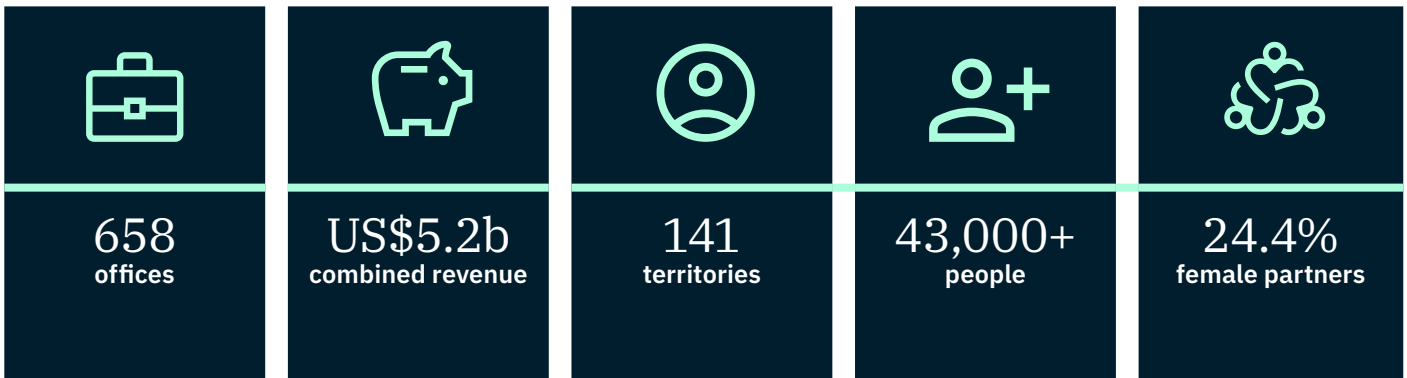 658
offices
US$5.2b
combined revenue
141
territories
43,000+
people
24.4%
female partners